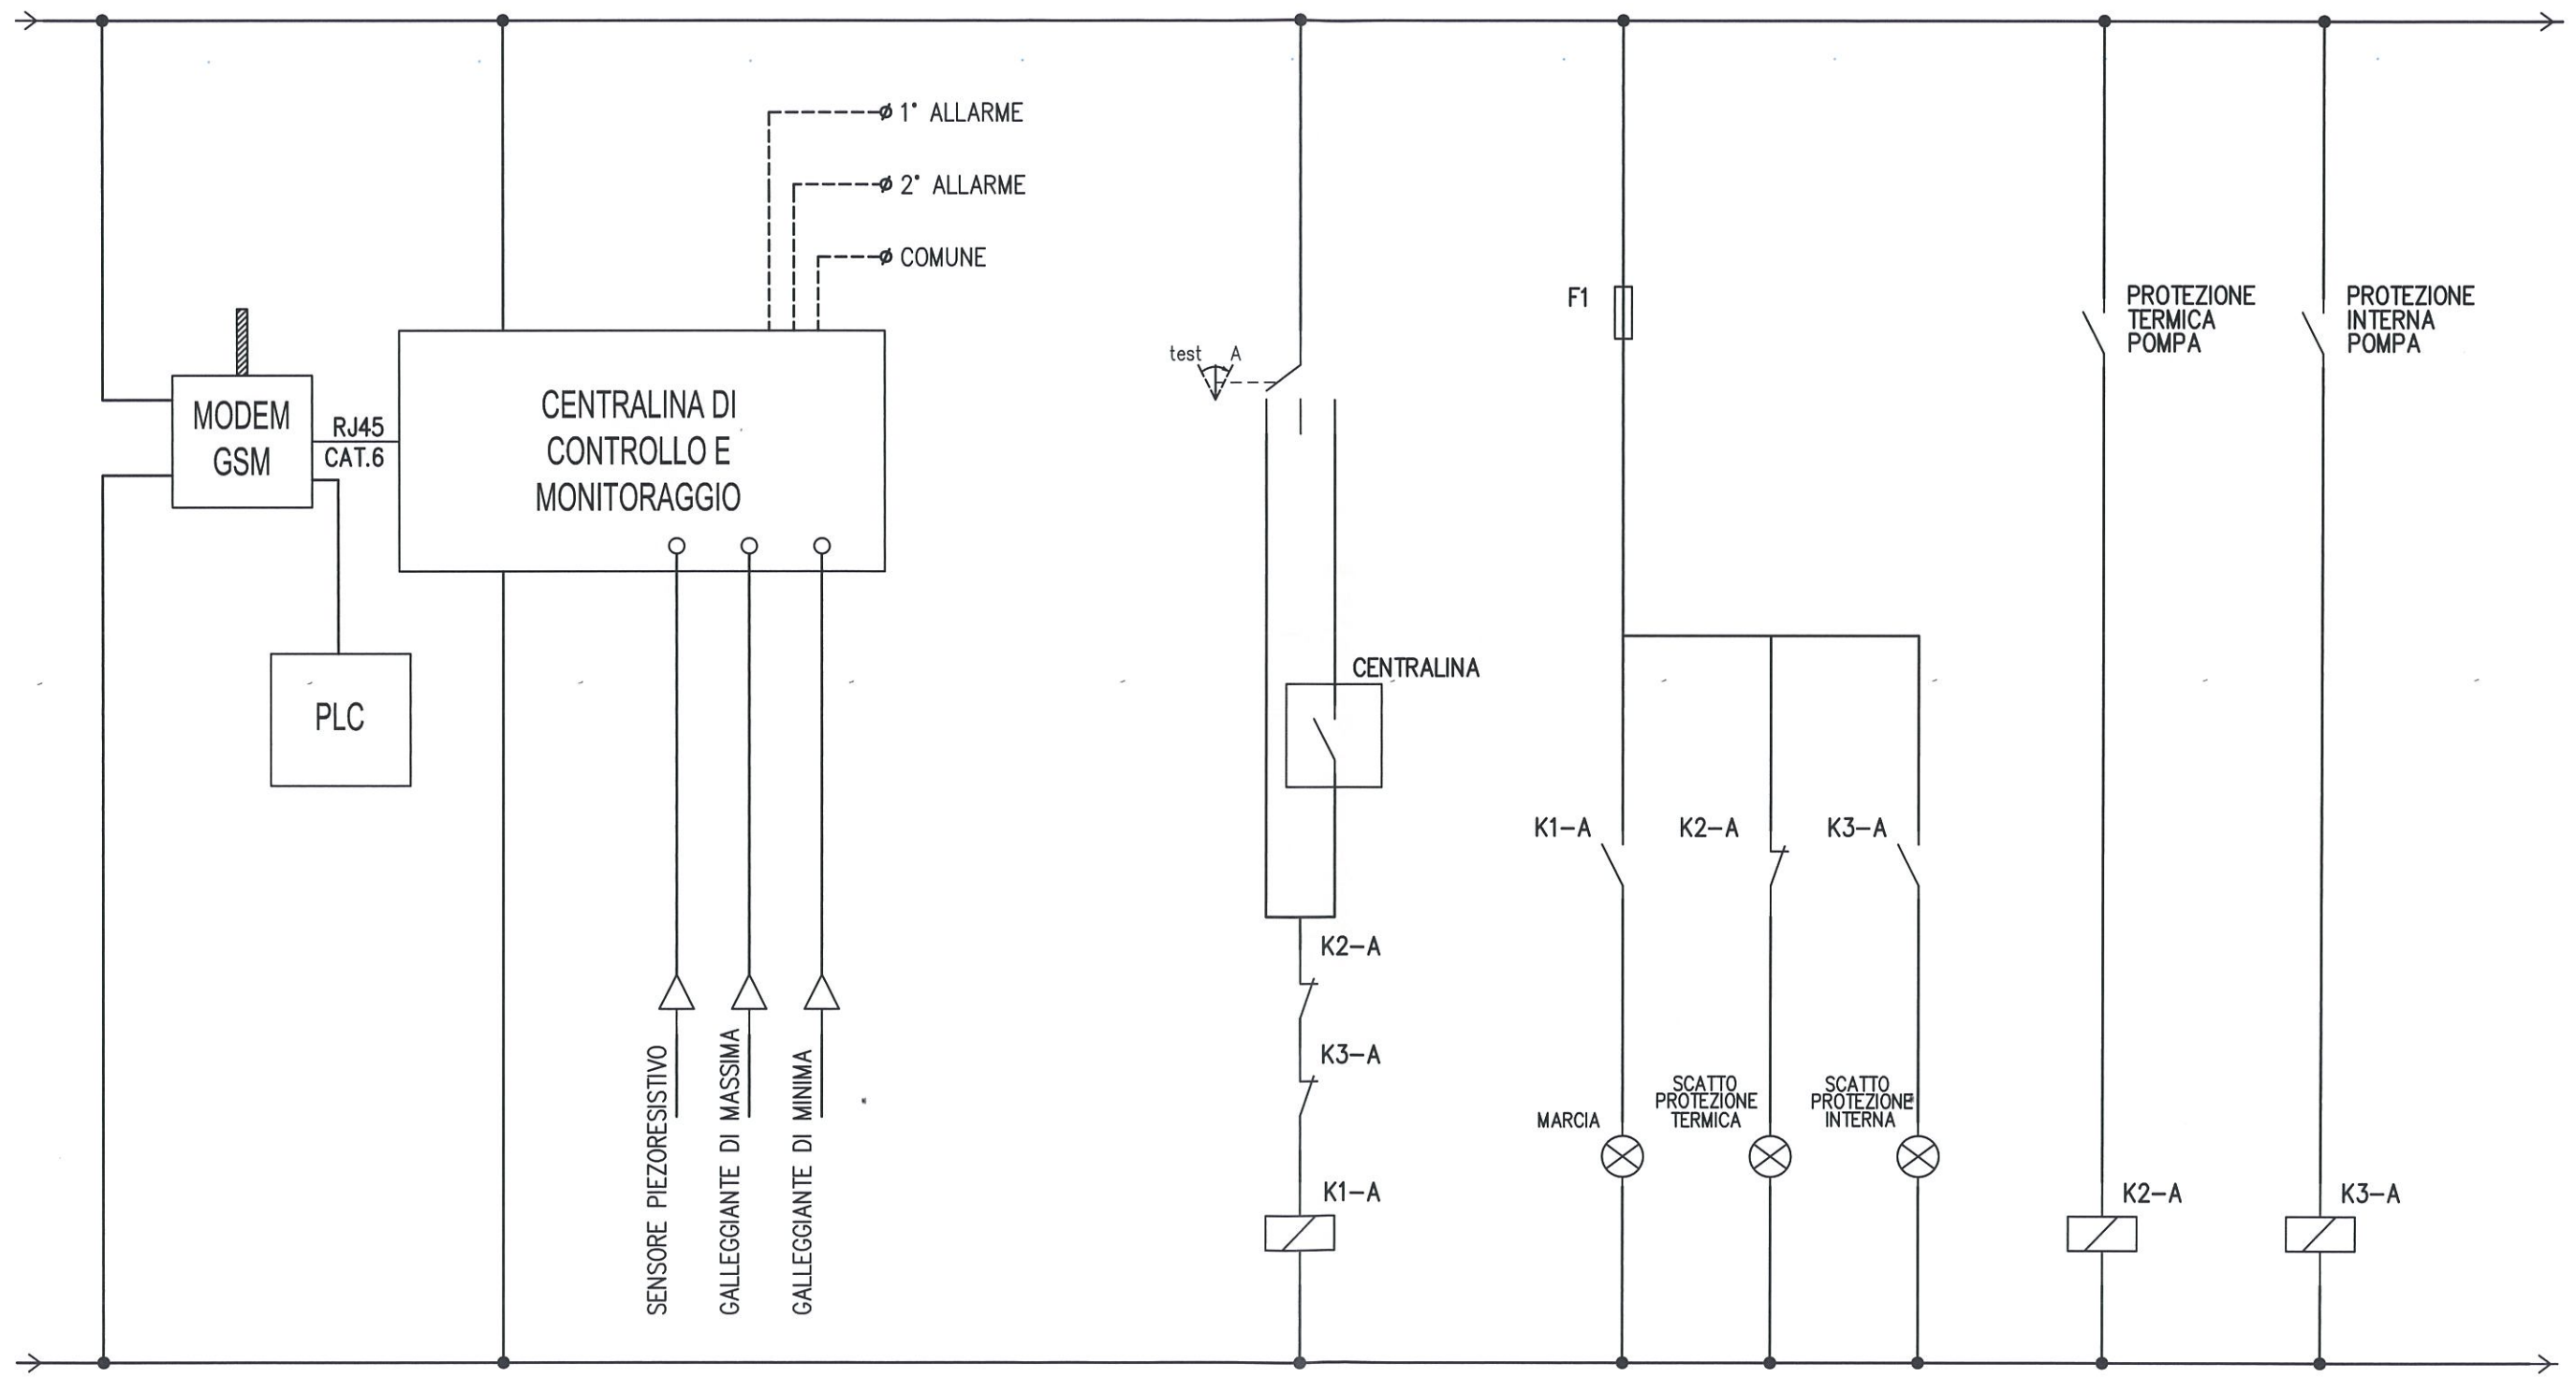 1° ALLARME
2° ALLARME
COMUNE
MODEM
GSM
RJ45
CAT.6
CENTRALINA DI
CONTROLLO E
MONITORAGGIO
PLC
SENSORE PIEZORESISTIVO
GALLEGGIANTE DI MASSIMA
GALLEGGIANTE DI MINIMA
test A
CENTRALINA
K2-A
K3-A
K1-A
F1
K1-A
K2-A
K3-A
MARCIA
SCATTO
PROTEZIONE
TERMICA
SCATTO
PROTEZIONE
INTERNA
PROTEZIONE
TERMICA
POMPA
K2-A
PROTEZIONE
INTERNA
POMPA
K3-A